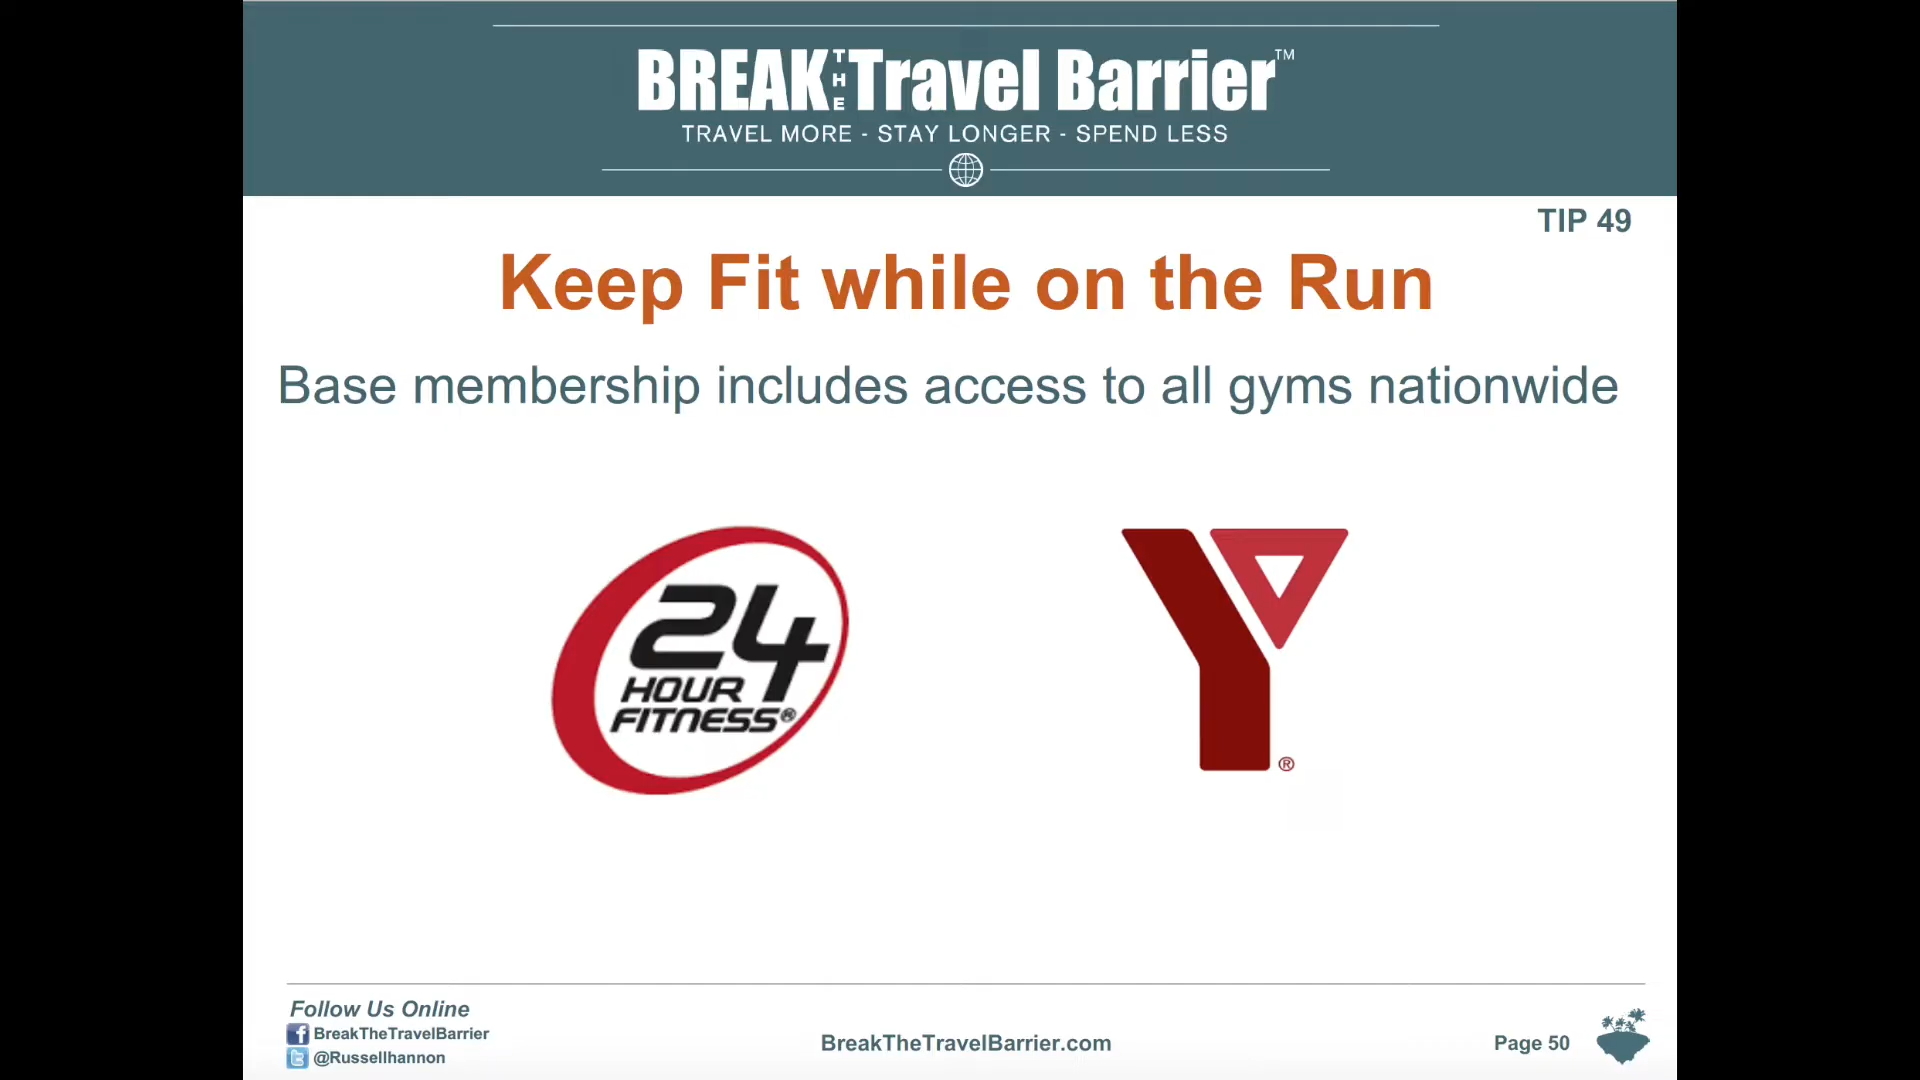 BREAK THE Travel Barrier™
TRAVEL MORE - STAY LONGER - SPEND LESS
TIP 49
Keep Fit while on the Run
Base membership includes access to all gyms nationwide
24
HOUR
FITNESS®
Y®
Follow Us Online
BreakTheTravelBarrier
@Russellhannon
BreakTheTravelBarrier.com
Page 50